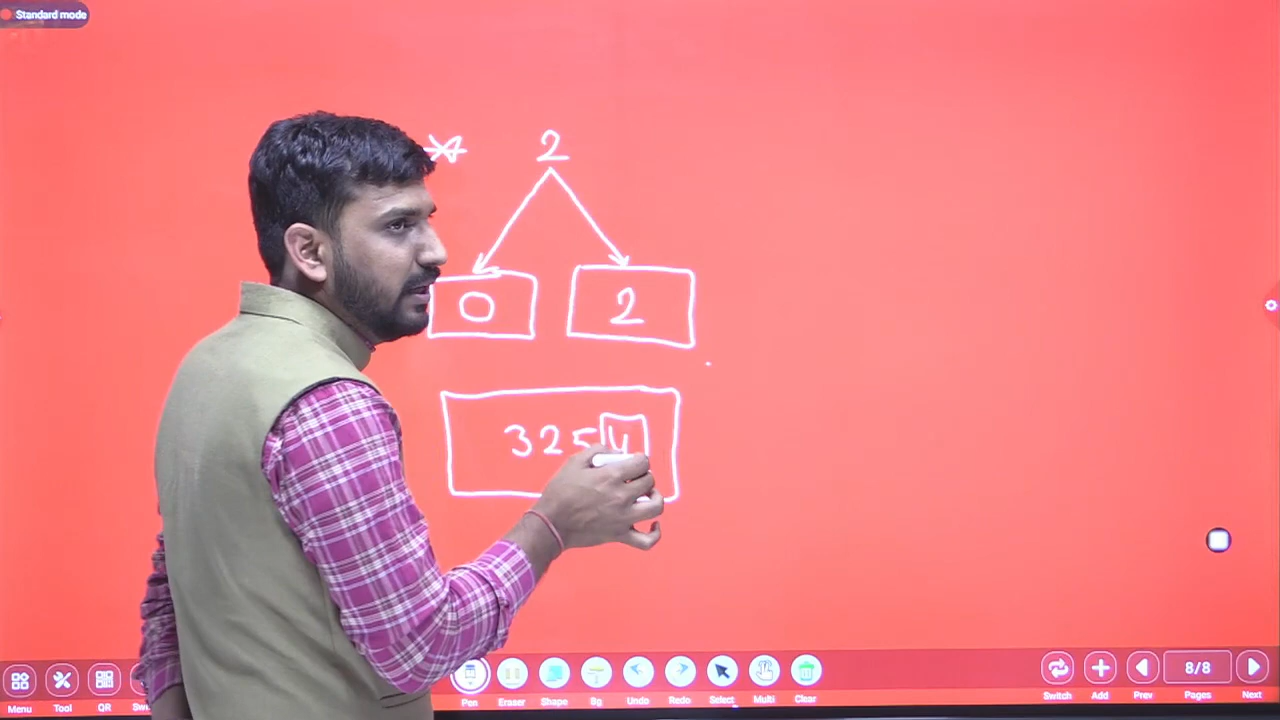 Standard mode
2
0 2
3254
Menu Tool QR Pen Eraser Shape Bg Undo Redo Select Multi Clear Switch Add Prev Pages Next
8/8